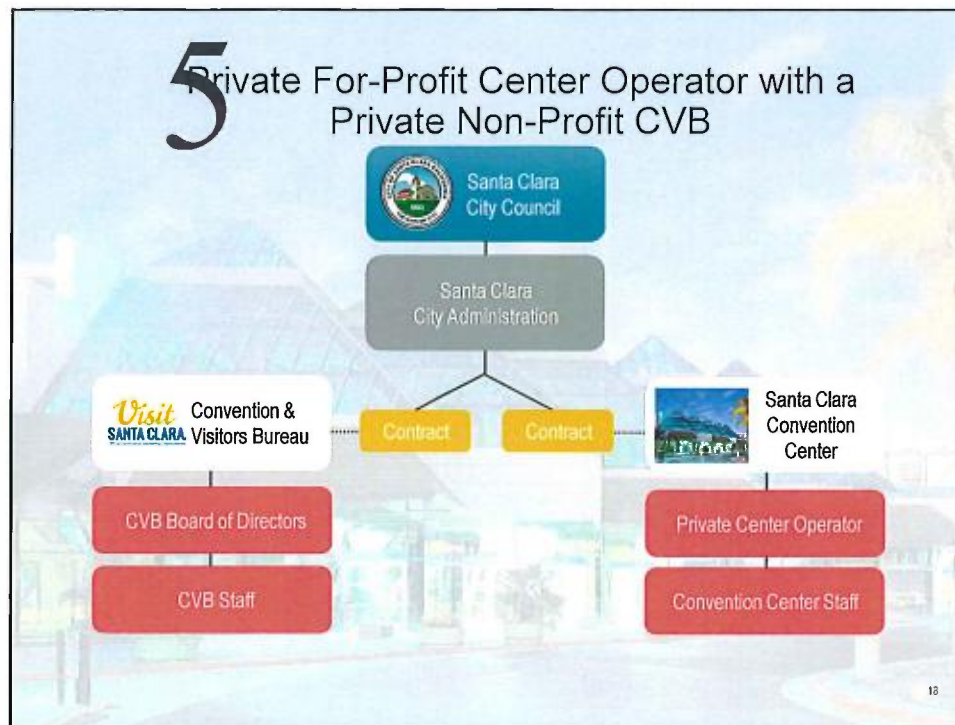 5
Private For-Profit Center Operator with a
Private Non-Profit CVB
Santa Clara
City Council
Santa Clara
City Administration
Visit
SANTA CLARA
Convention &
Visitors Bureau
Contract
Contract
Santa Clara
Convention
Center
CVB Board of Directors
CVB Staff
Private Center Operator
Convention Center Staff
18